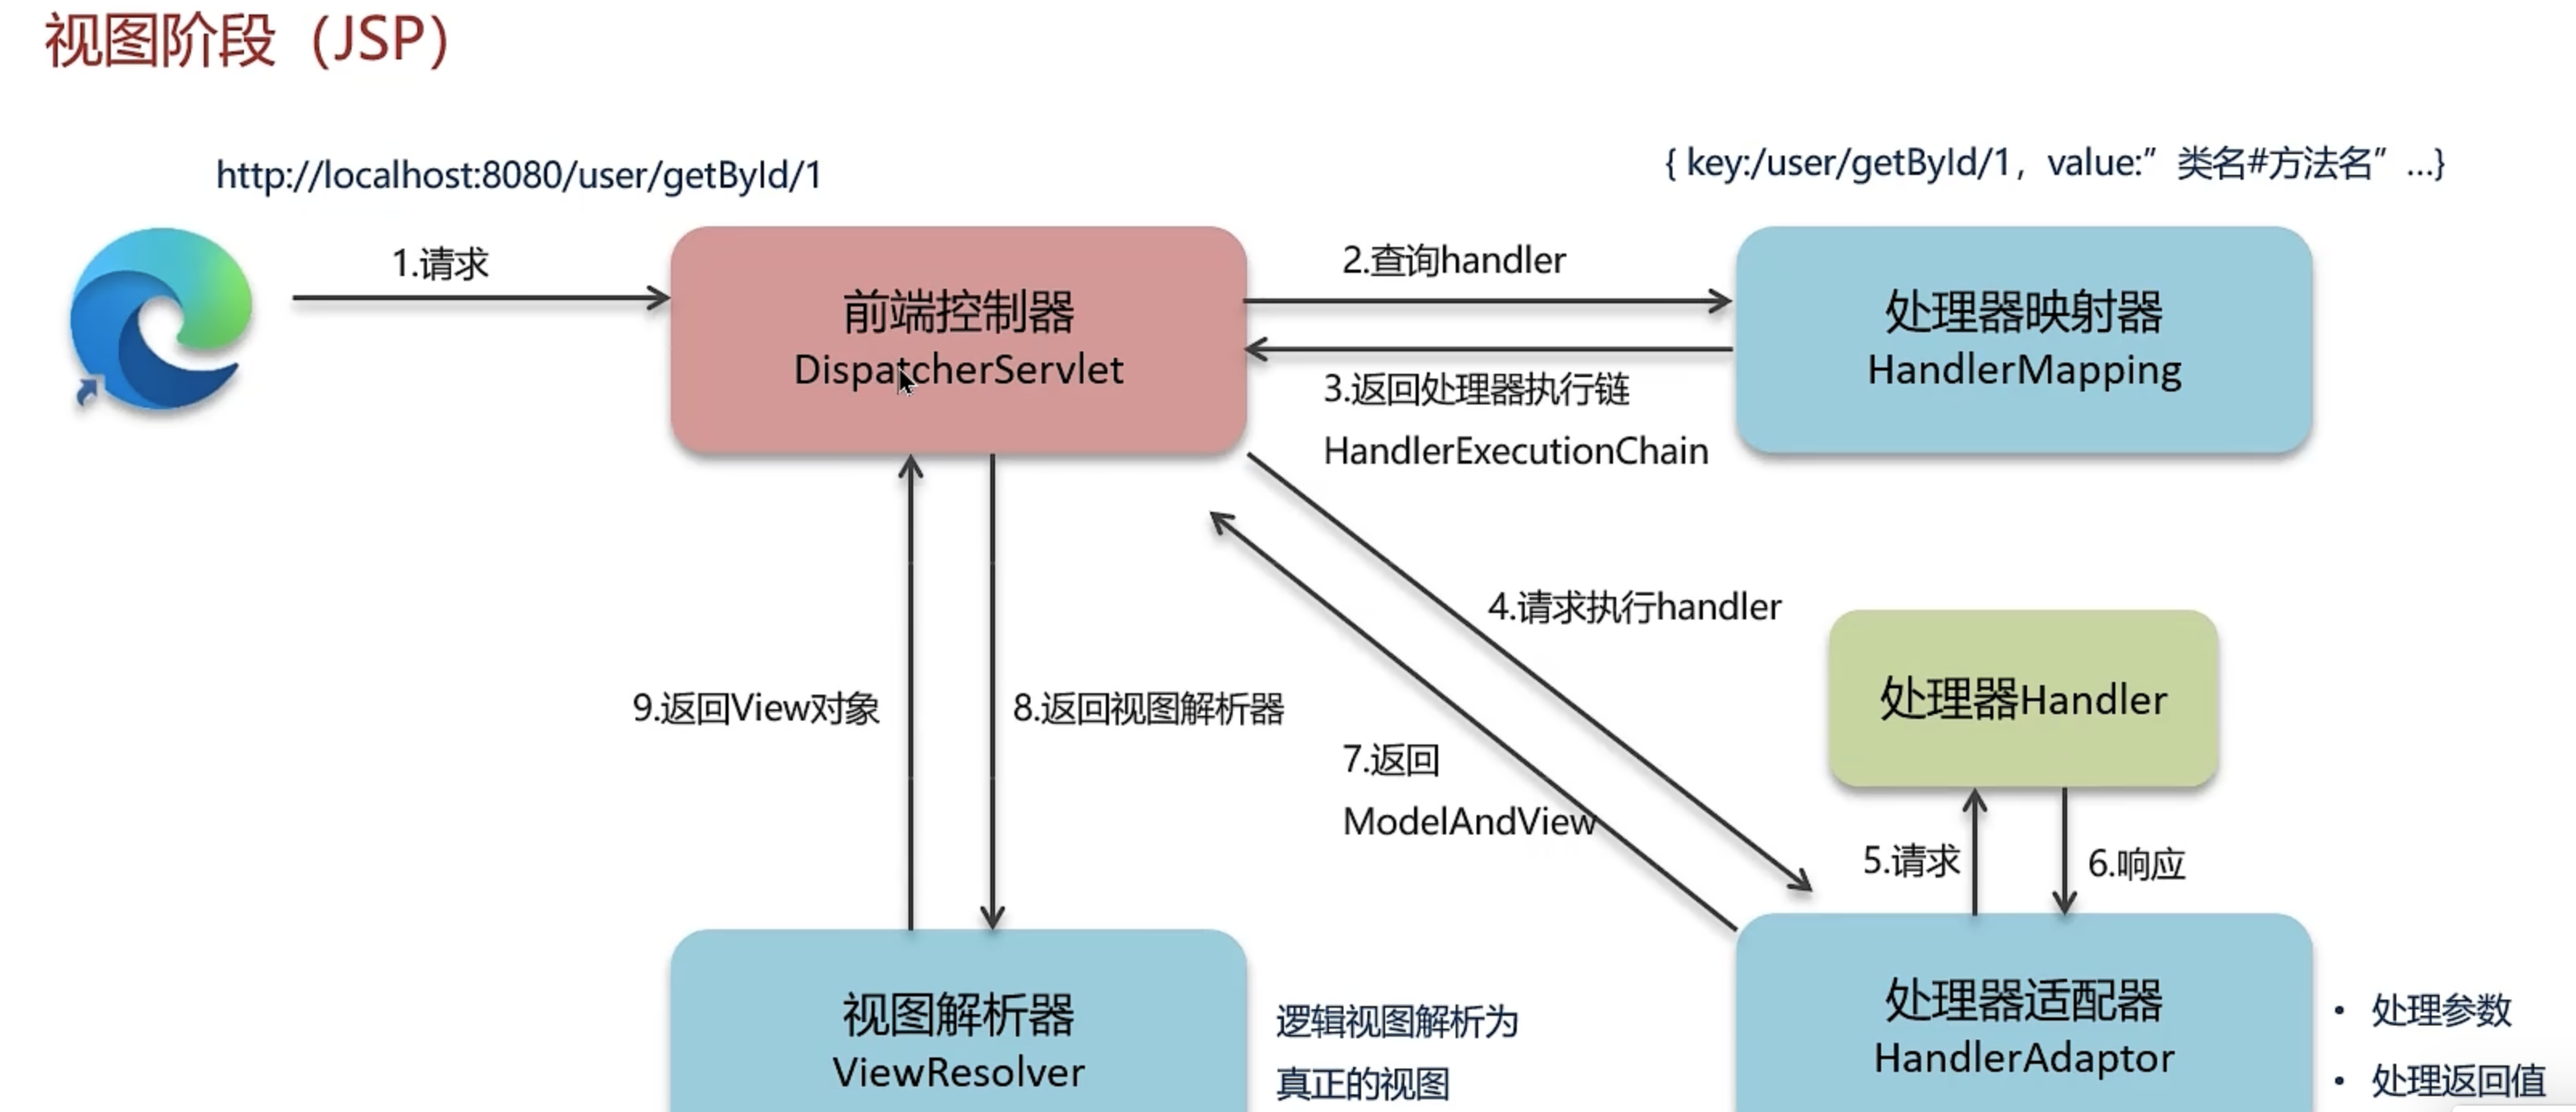 视图阶段（JSP）
http://localhost:8080/user/getById/1
{ key:/user/getById/1，value:”类名#方法名”...}
1.请求
前端控制器
DispatcherServlet
2.查询handler
3.返回处理器执行链
HandlerExecutionChain
处理器映射器
HandlerMapping
4.请求执行handler
处理器Handler
5.请求
6.响应
7.返回
ModelAndView
9.返回View对象
8.返回视图解析器
视图解析器
ViewResolver
逻辑视图解析为
真正的视图
处理器适配器
HandlerAdaptor
• 处理参数
• 处理返回值